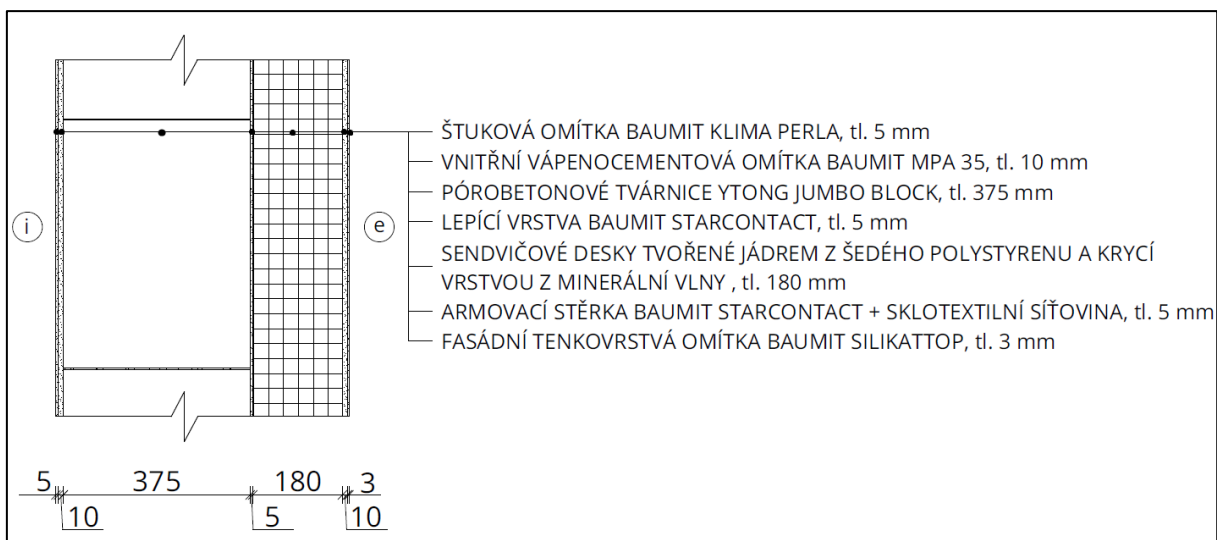 ŠTUKOVÁ OMÍTKA BAUMIT KLIMA PERLA, tl. 5 mm
VNITŘNÍ VÁPENOCEMENTOVÁ OMÍTKA BAUMIT MPA 35, tl. 10 mm
PÓROBETONOVÉ TVÁRNICE YTONG JUMBO BLOCK, tl. 375 mm
i
e
LEPÍCÍ VRSTVA BAUMIT STARCONTACT, tl. 5 mm
SENDVIČOVÉ DESKY TVOŘENÉ JÁDREM Z ŠEDÉHO POLYSTYRENU A KRYCÍ
VRSTVOU Z MINERÁLNÍ VLNY , tl. 180 mm
ARMOVACÍ STĚRKA BAUMIT STARCONTACT + SKLOTEXTILNÍ SÍŤOVINA, tl. 5 mm
FASÁDNÍ TENKOVRSTVÁ OMÍTKA BAUMIT SILIKATTOP, tl. 3 mm
5 375 180 3
10 5 10